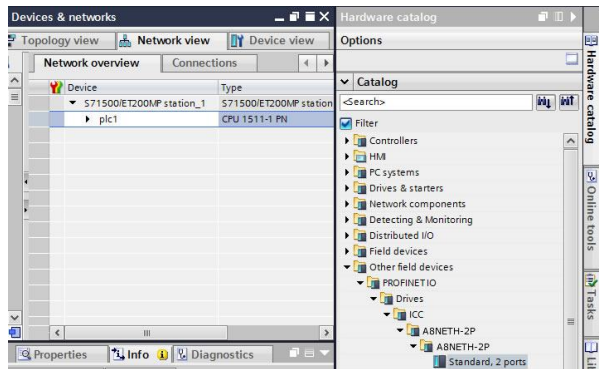 Devices & networks
Topology view
Network view
Device view
Network overview
Connections
Device
Type
S71500/ET200MP station_1
S71500/ET200MP station
plc1
CPU 1511-1 PN
Properties
Info
Diagnostics
Hardware catalog
Options
Catalog
<Search>
Filter
Controllers
HMI
PC systems
Drives & starters
Network components
Detecting & Monitoring
Distributed I/O
Field devices
Other field devices
PROFINET IO
Drives
ICC
A8NETH-2P
A8NETH-2P
Standard, 2 ports
Hardware catalog
Online tools
Tasks